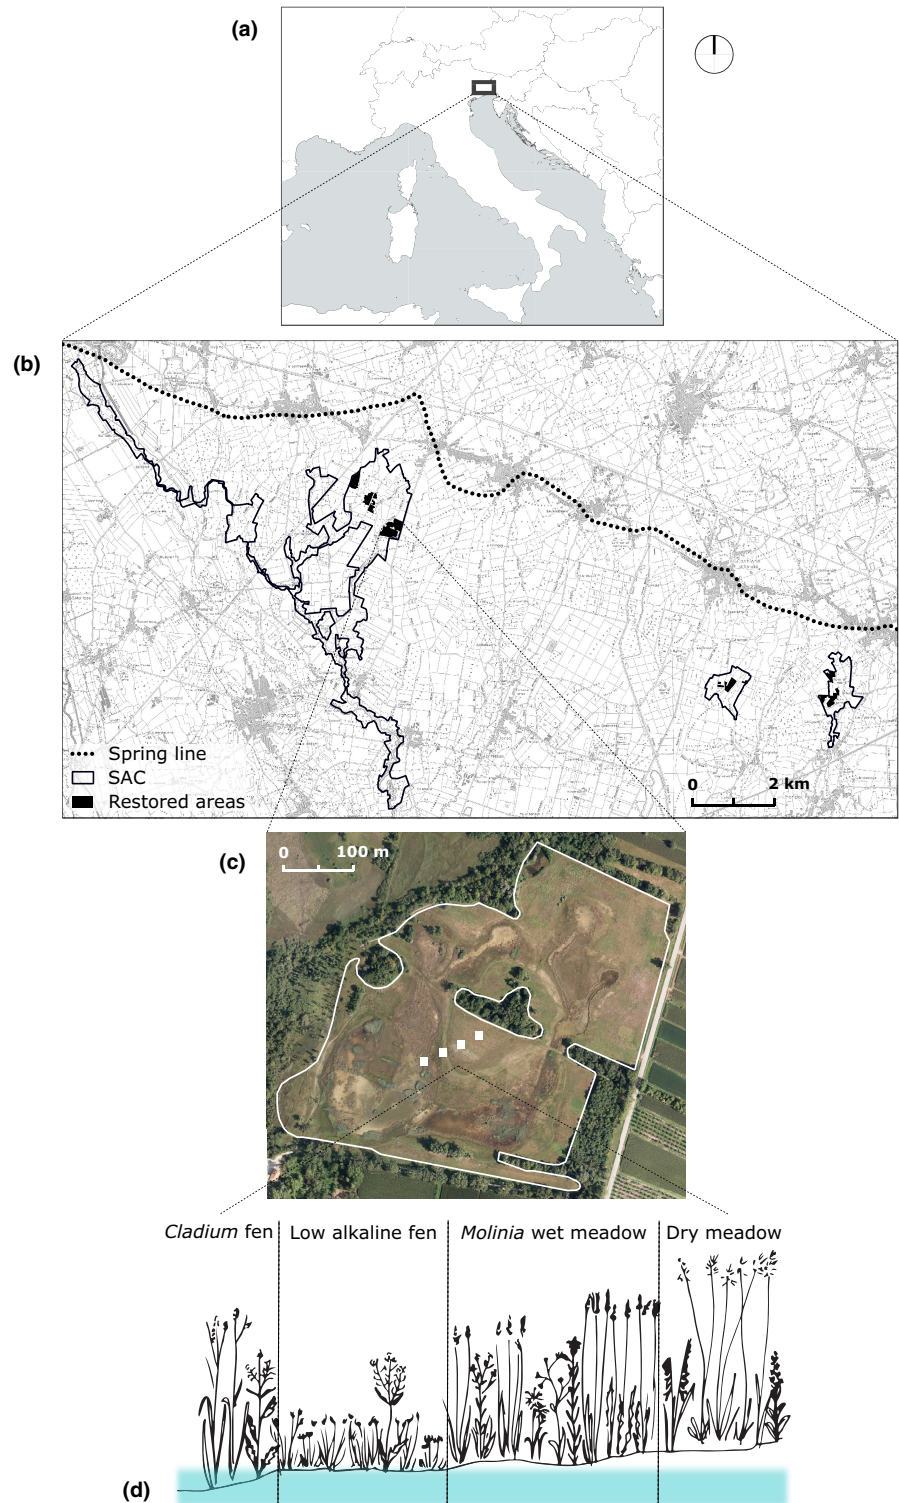 (a)
(b)
Spring line
SAC
Restored areas
0 2 km
(c)
0 100 m
Cladium fen Low alkaline fen Molinia wet meadow Dry meadow
(d)